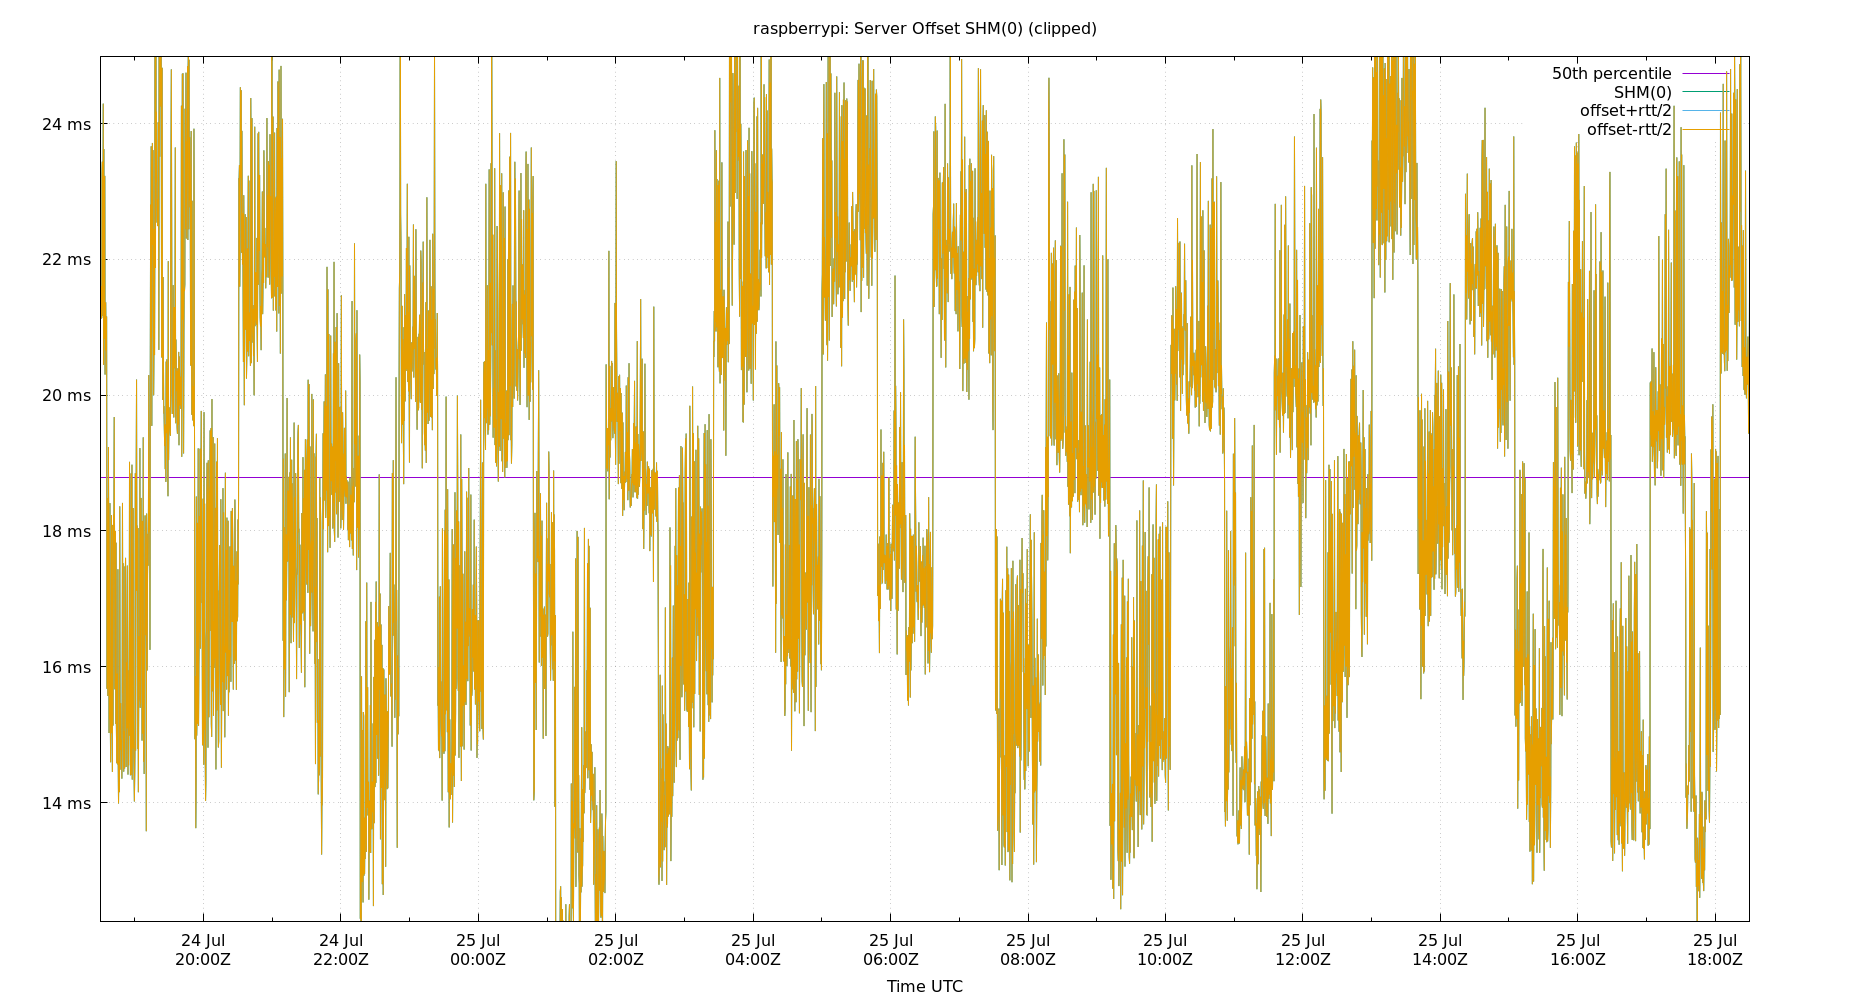 raspberrypi: Server Offset SHM(0) (clipped)
50th percentile
SHM(0)
offset+rtt/2
offset-rtt/2
24 ms
22 ms
20 ms
18 ms
16 ms
14 ms
24 Jul 24 Jul 25 Jul 25 Jul 25 Jul 25 Jul 25 Jul 25 Jul 25 Jul 25 Jul 25 Jul 25 Jul
20:00Z 22:00Z 00:00Z 02:00Z 04:00Z 06:00Z 08:00Z 10:00Z 12:00Z 14:00Z 16:00Z 18:00Z
Time UTC